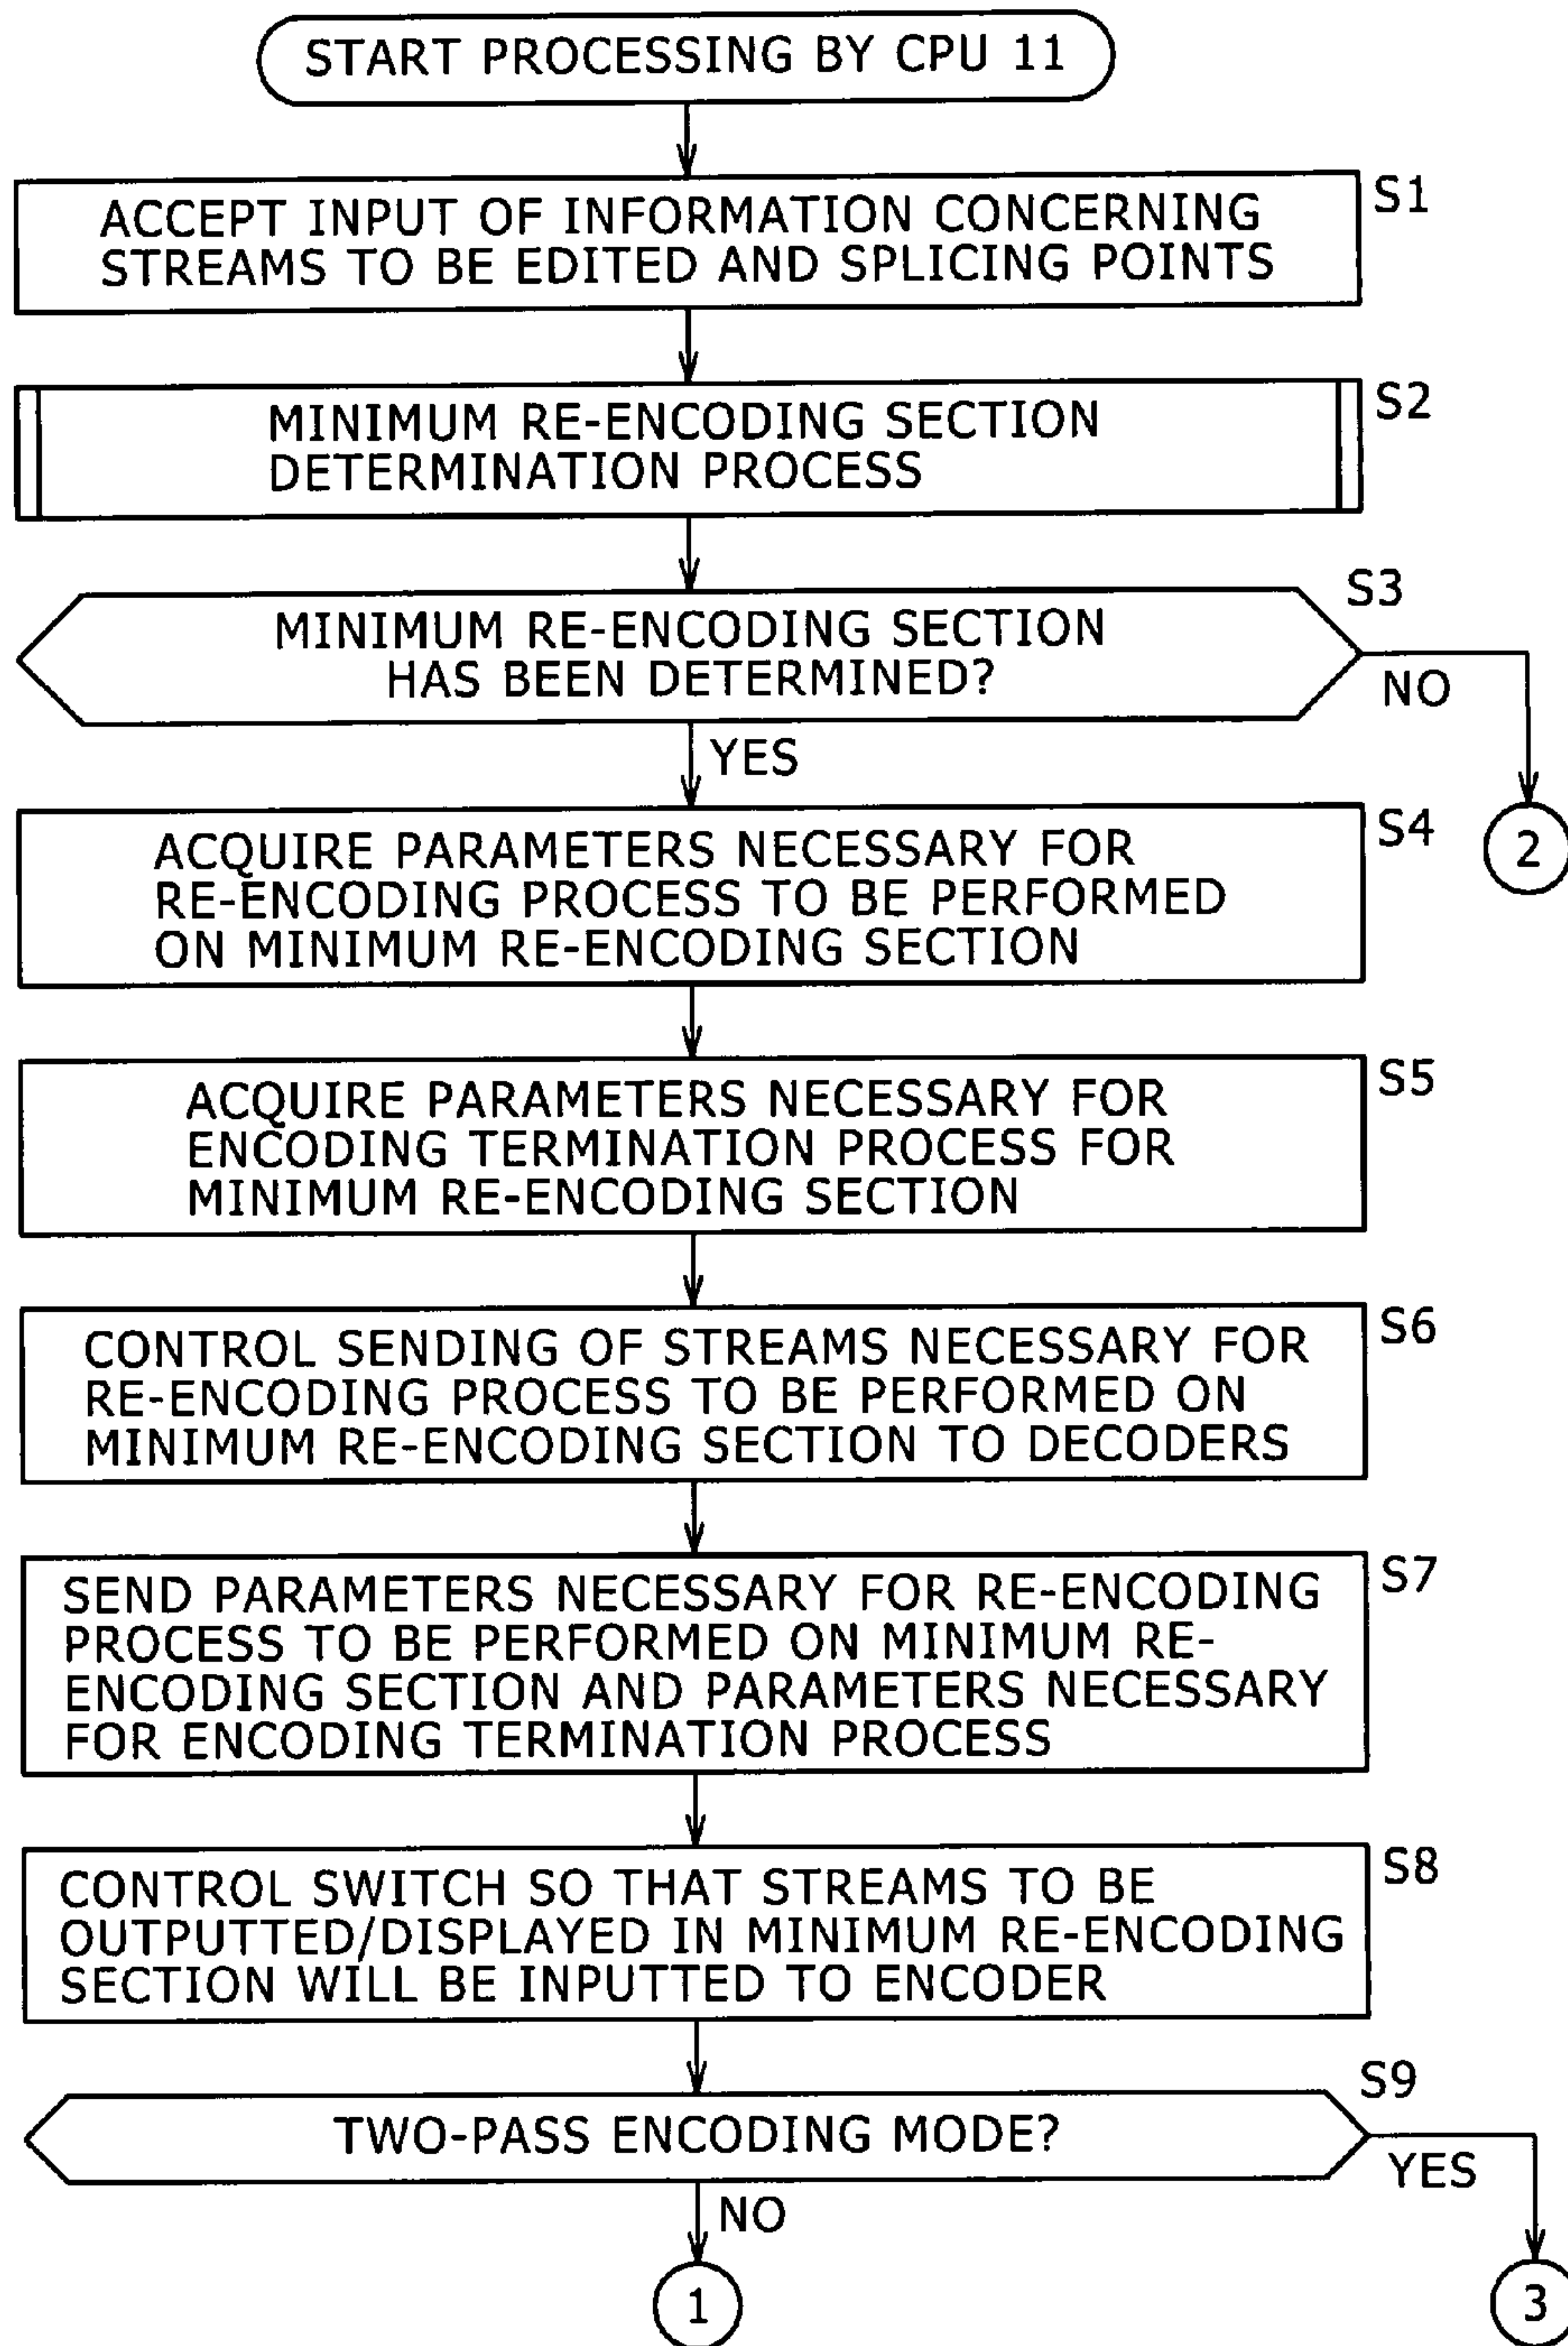 START PROCESSING BY CPU 11
S1
ACCEPT INPUT OF INFORMATION CONCERNING
STREAMS TO BE EDITED AND SPLICING POINTS
S2
MINIMUM RE-ENCODING SECTION
DETERMINATION PROCESS
S3
MINIMUM RE-ENCODING SECTION
HAS BEEN DETERMINED?
NO
YES
2
S4
ACQUIRE PARAMETERS NECESSARY FOR
RE-ENCODING PROCESS TO BE PERFORMED
ON MINIMUM RE-ENCODING SECTION
S5
ACQUIRE PARAMETERS NECESSARY FOR
ENCODING TERMINATION PROCESS FOR
MINIMUM RE-ENCODING SECTION
S6
CONTROL SENDING OF STREAMS NECESSARY FOR
RE-ENCODING PROCESS TO BE PERFORMED ON
MINIMUM RE-ENCODING SECTION TO DECODERS
S7
SEND PARAMETERS NECESSARY FOR RE-ENCODING
PROCESS TO BE PERFORMED ON MINIMUM RE-
ENCODING SECTION AND PARAMETERS NECESSARY
FOR ENCODING TERMINATION PROCESS
S8
CONTROL SWITCH SO THAT STREAMS TO BE
OUTPUTTED/DISPLAYED IN MINIMUM RE-ENCODING
SECTION WILL BE INPUTTED TO ENCODER
S9
TWO-PASS ENCODING MODE?
YES
NO
1
3